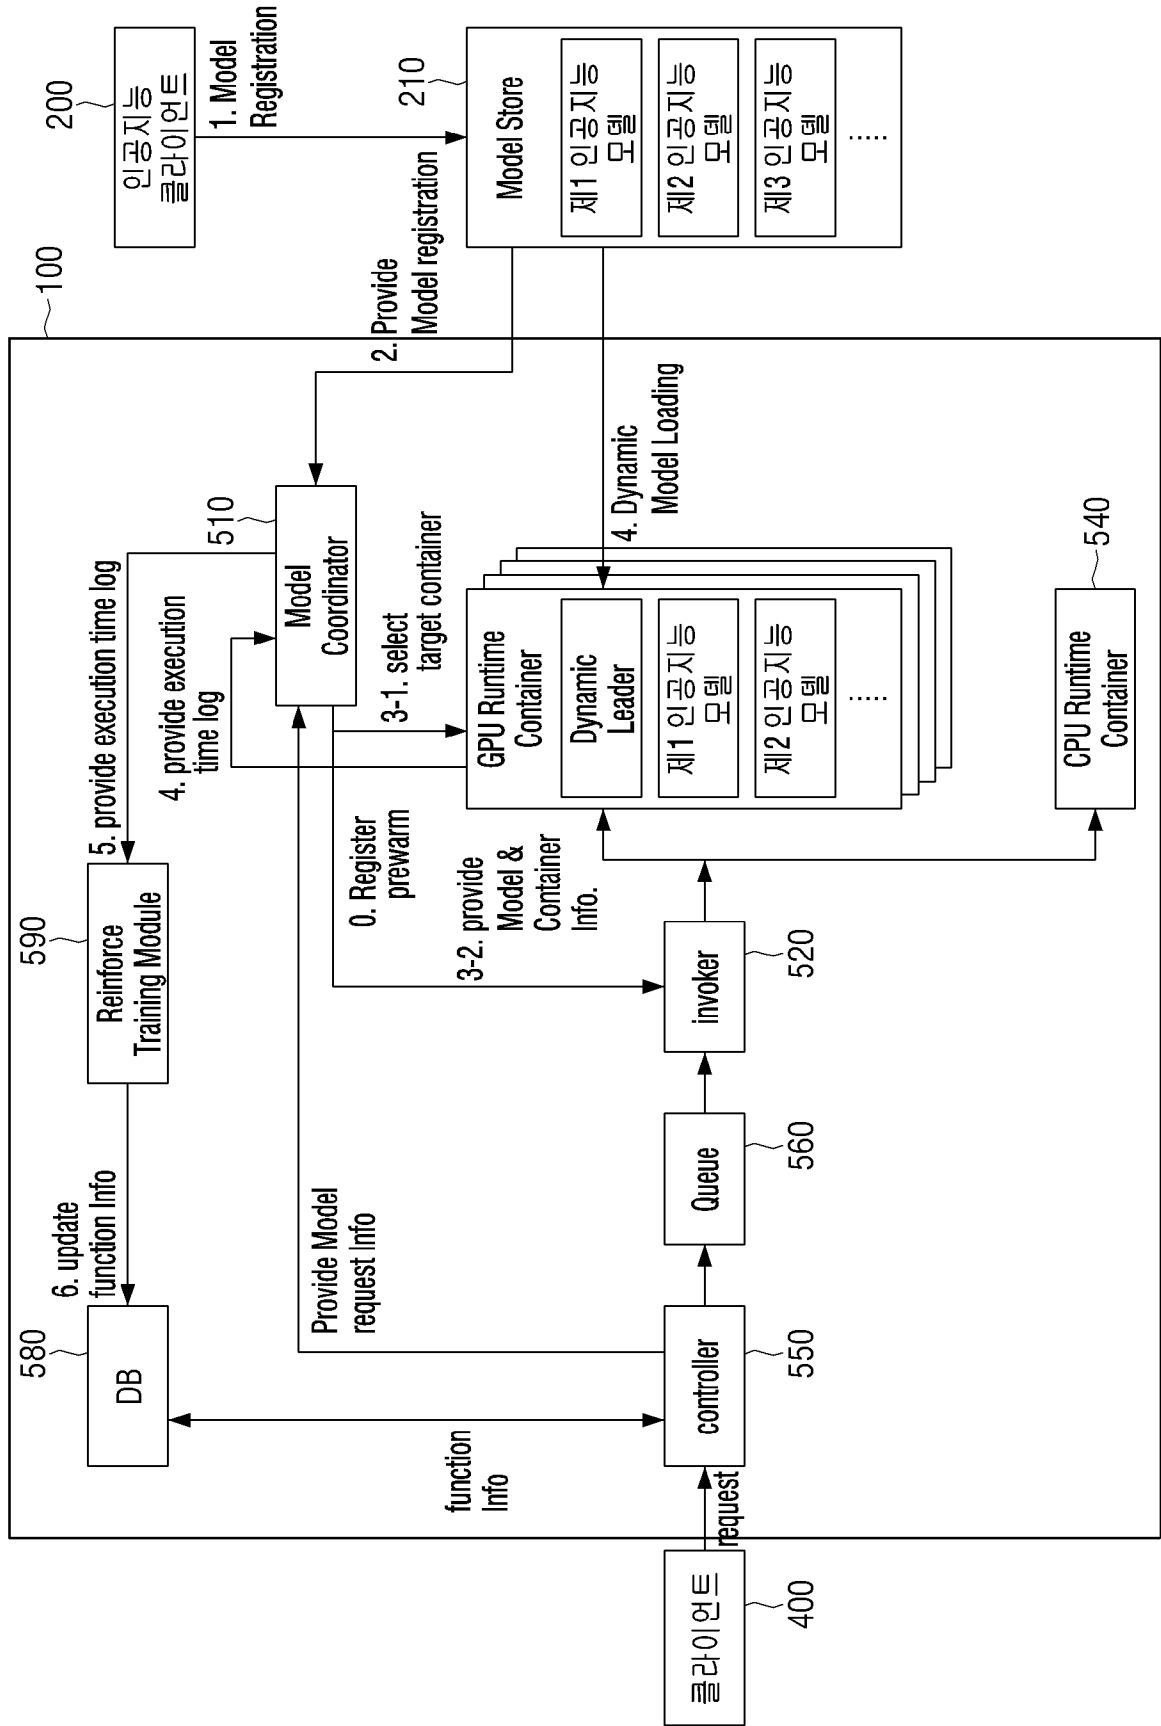 100
200
인공지능
클라이언트
1. Model
Registration
210
Model Store
제1 인공지능
모델
제2 인공지능
모델
제3 인공지능
모델
.....
2. Provide
Model registration
4. Dynamic
Model Loading
510
Model
Coordinator
5. provide execution time log
4. provide execution
time log
3-1. select
target container
GPU Runtime
Container
Dynamic
Leader
제1 인공지능
모델
제2 인공지능
모델
.....
540
CPU Runtime
Container
0. Register
prewarm
3-2. provide
Model &
Container
Info.
590
Reinforce
Training Module
invoker
520
6. update
function Info
Queue
560
Provide Model
request Info
580
DB
controller
550
function
Info
request
클라이언트
400